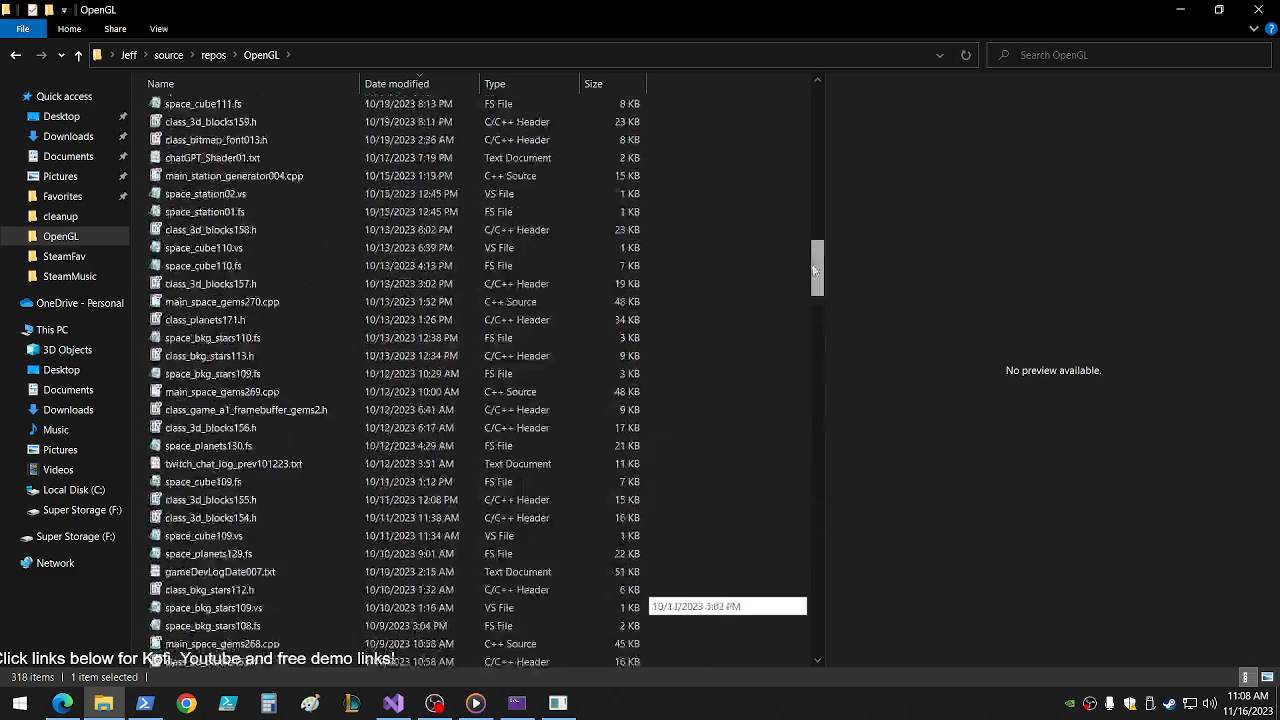 OpenGL
File Home Share View
Jeff > source > repos > OpenGL >
Search OpenGL
Name Date modified Type Size
Quick access
Desktop
Downloads
Documents
Pictures
Favorites
cleanup
OpenGL
SteamFav
SteamMusic
OneDrive - Personal
This PC
3D Objects
Desktop
Documents
Downloads
Music
Pictures
Videos
Local Disk (C:)
Super Storage (F:)
Super Storage (F:)
Network
space_cube111.fs 10/19/2023 8:13 PM FS File 8 KB
class_3d_blocks159.h 10/19/2023 8:11 PM C/C++ Header 23 KB
class_bitmap_font013.h 10/19/2023 2:36 AM C/C++ Header 9 KB
chatGPT_Shader01.txt 10/17/2023 7:19 PM Text Document 2 KB
main_station_generator004.cpp 10/15/2023 1:19 PM C++ Source 15 KB
space_station02.vs 10/15/2023 12:45 PM VS File 1 KB
space_station01.fs 10/15/2023 12:45 PM FS File 1 KB
class_3d_blocks158.h 10/13/2023 8:02 PM C/C++ Header 23 KB
space_cube110.vs 10/13/2023 6:39 PM VS File 1 KB
space_cube110.fs 10/13/2023 4:13 PM FS File 7 KB
class_3d_blocks157.h 10/13/2023 3:02 PM C/C++ Header 19 KB
main_space_gems270.cpp 10/13/2023 1:52 PM C++ Source 48 KB
class_planets171.h 10/13/2023 1:26 PM C/C++ Header 34 KB
space_bkg_stars110.fs 10/13/2023 12:38 PM FS File 3 KB
class_bkg_stars113.h 10/13/2023 12:34 PM C/C++ Header 9 KB
space_bkg_stars109.fs 10/12/2023 10:29 AM FS File 3 KB
main_space_gems269.cpp 10/12/2023 10:00 AM C++ Source 48 KB
class_game_a1_framebuffer_gems2.h 10/12/2023 6:41 AM C/C++ Header 9 KB
class_3d_blocks156.h 10/12/2023 6:17 AM C/C++ Header 17 KB
space_planets130.fs 10/12/2023 4:29 AM FS File 21 KB
twitch_chat_log_prev101223.txt 10/12/2023 3:51 AM Text Document 11 KB
space_cube109.fs 10/11/2023 1:12 PM FS File 7 KB
class_3d_blocks155.h 10/11/2023 12:08 PM C/C++ Header 15 KB
class_3d_blocks154.h 10/11/2023 11:38 AM C/C++ Header 16 KB
space_cube109.vs 10/11/2023 11:34 AM VS File 1 KB
space_planets129.fs 10/10/2023 9:01 AM FS File 22 KB
gameDevLogDate007.txt 10/10/2023 2:15 AM Text Document 51 KB
class_bkg_stars112.h 10/10/2023 1:20 AM C/C++ Header 6 KB
space_bkg_stars109.vs 10/10/2023 1:16 AM VS File 1 KB
space_bkg_stars108.fs 10/9/2023 3:04 PM FS File 2 KB
main_space_gems268.cpp 10/9/2023 10:58 AM C++ Source 45 KB
10/9/2023 10:56 AM C/C++ Header 16 KB
No preview available.
Click links below for Kofi, Youtube and free demo links!
318 items 1 item selected
11:08 AM
11/16/2023